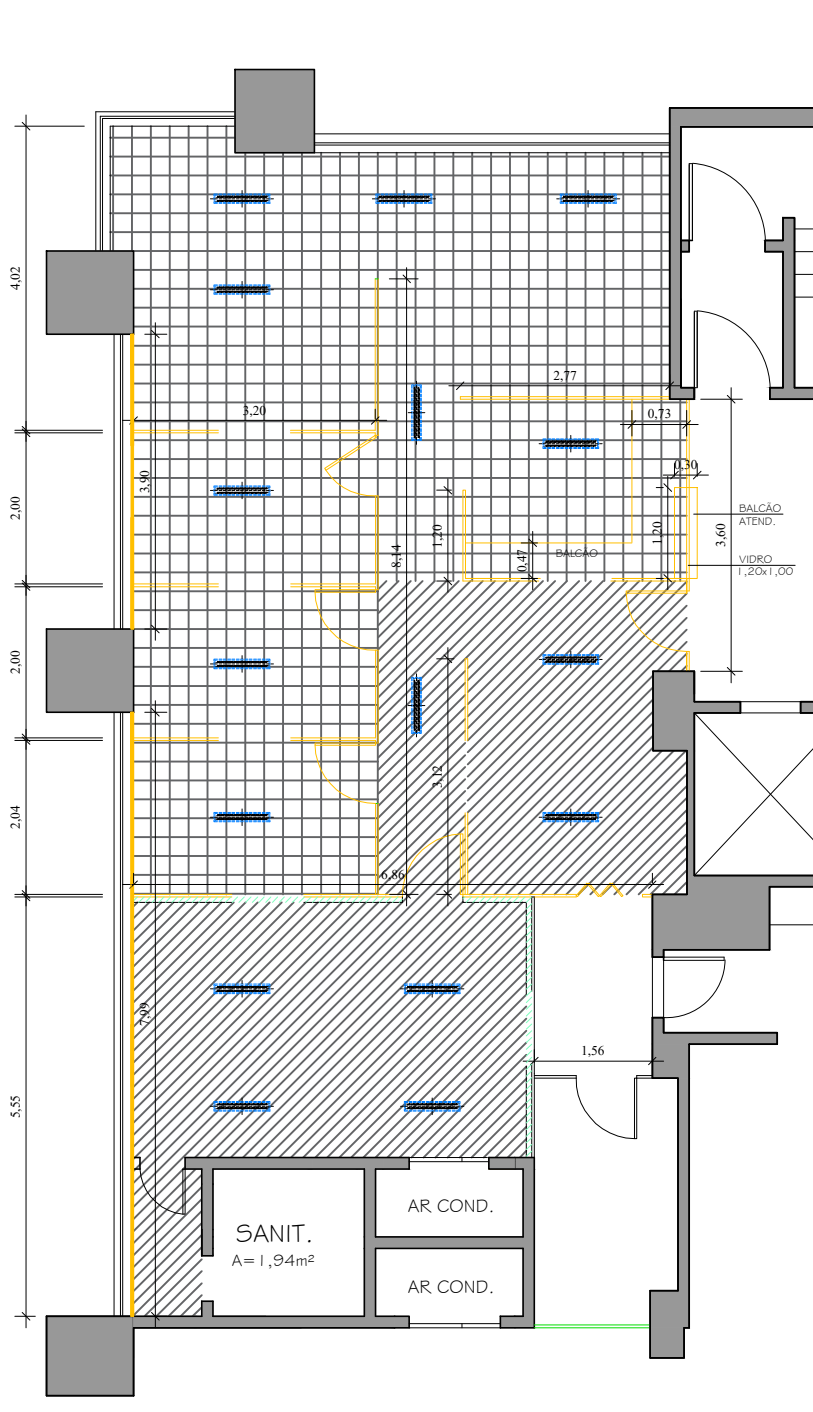 4,02
2,77
3,20
0,73
0,30
3,90
2,00
1,20
8,14
0,47
BALCÃO
1,20
3,60
BALCÃO
ATEND.
VIDRO
1,20x1,00
2,00
3,12
2,04
6,86
7,99
1,56
5,55
SANIT.
A=1,94m²
AR COND.
AR COND.